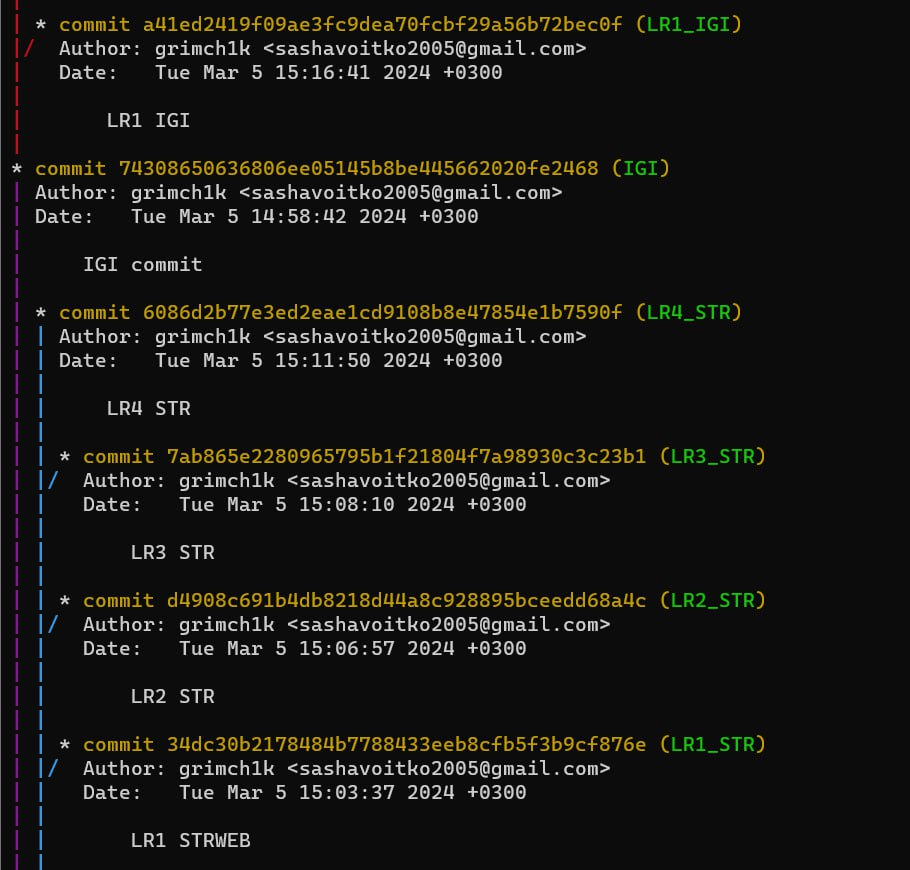 * commit a41ed2419f09ae3fc9dea70fcbf29a56b72bec0f (LR1_IGI)
Author: grimch1k <sashavoitko2005@gmail.com>
Date:   Tue Mar 5 15:16:41 2024 +0300
LR1 IGI
* commit 74308650636806ee05145b8be445662020fe2468 (IGI)
Author: grimch1k <sashavoitko2005@gmail.com>
Date:   Tue Mar 5 14:58:42 2024 +0300
IGI commit
* commit 6086d2b77e3ed2eae1cd9108b8e47854e1b7590f (LR4_STR)
Author: grimch1k <sashavoitko2005@gmail.com>
Date:   Tue Mar 5 15:11:50 2024 +0300
LR4 STR
* commit 7ab865e2280965795b1f21804f7a98930c3c23b1 (LR3_STR)
Author: grimch1k <sashavoitko2005@gmail.com>
Date:   Tue Mar 5 15:08:10 2024 +0300
LR3 STR
* commit d4908c691b4db8218d44a8c928895bceedd68a4c (LR2_STR)
Author: grimch1k <sashavoitko2005@gmail.com>
Date:   Tue Mar 5 15:06:57 2024 +0300
LR2 STR
* commit 34dc30b2178484b7788433eeb8cfb5f3b9cf876e (LR1_STR)
Author: grimch1k <sashavoitko2005@gmail.com>
Date:   Tue Mar 5 15:03:37 2024 +0300
LR1 STRWEB